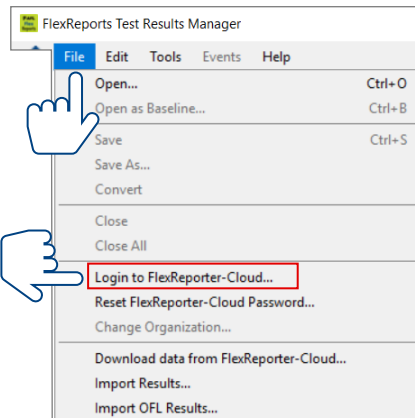 FlexReports Test Results Manager
File Edit Tools Events Help
Open... Ctrl+O
Open as Baseline... Ctrl+B
Save Ctrl+S
Save As...
Convert
Close
Close All
Login to FlexReporter-Cloud...
Reset FlexReporter-Cloud Password...
Change Organization...
Download data from FlexReporter-Cloud...
Import Results...
Import OFL Results...